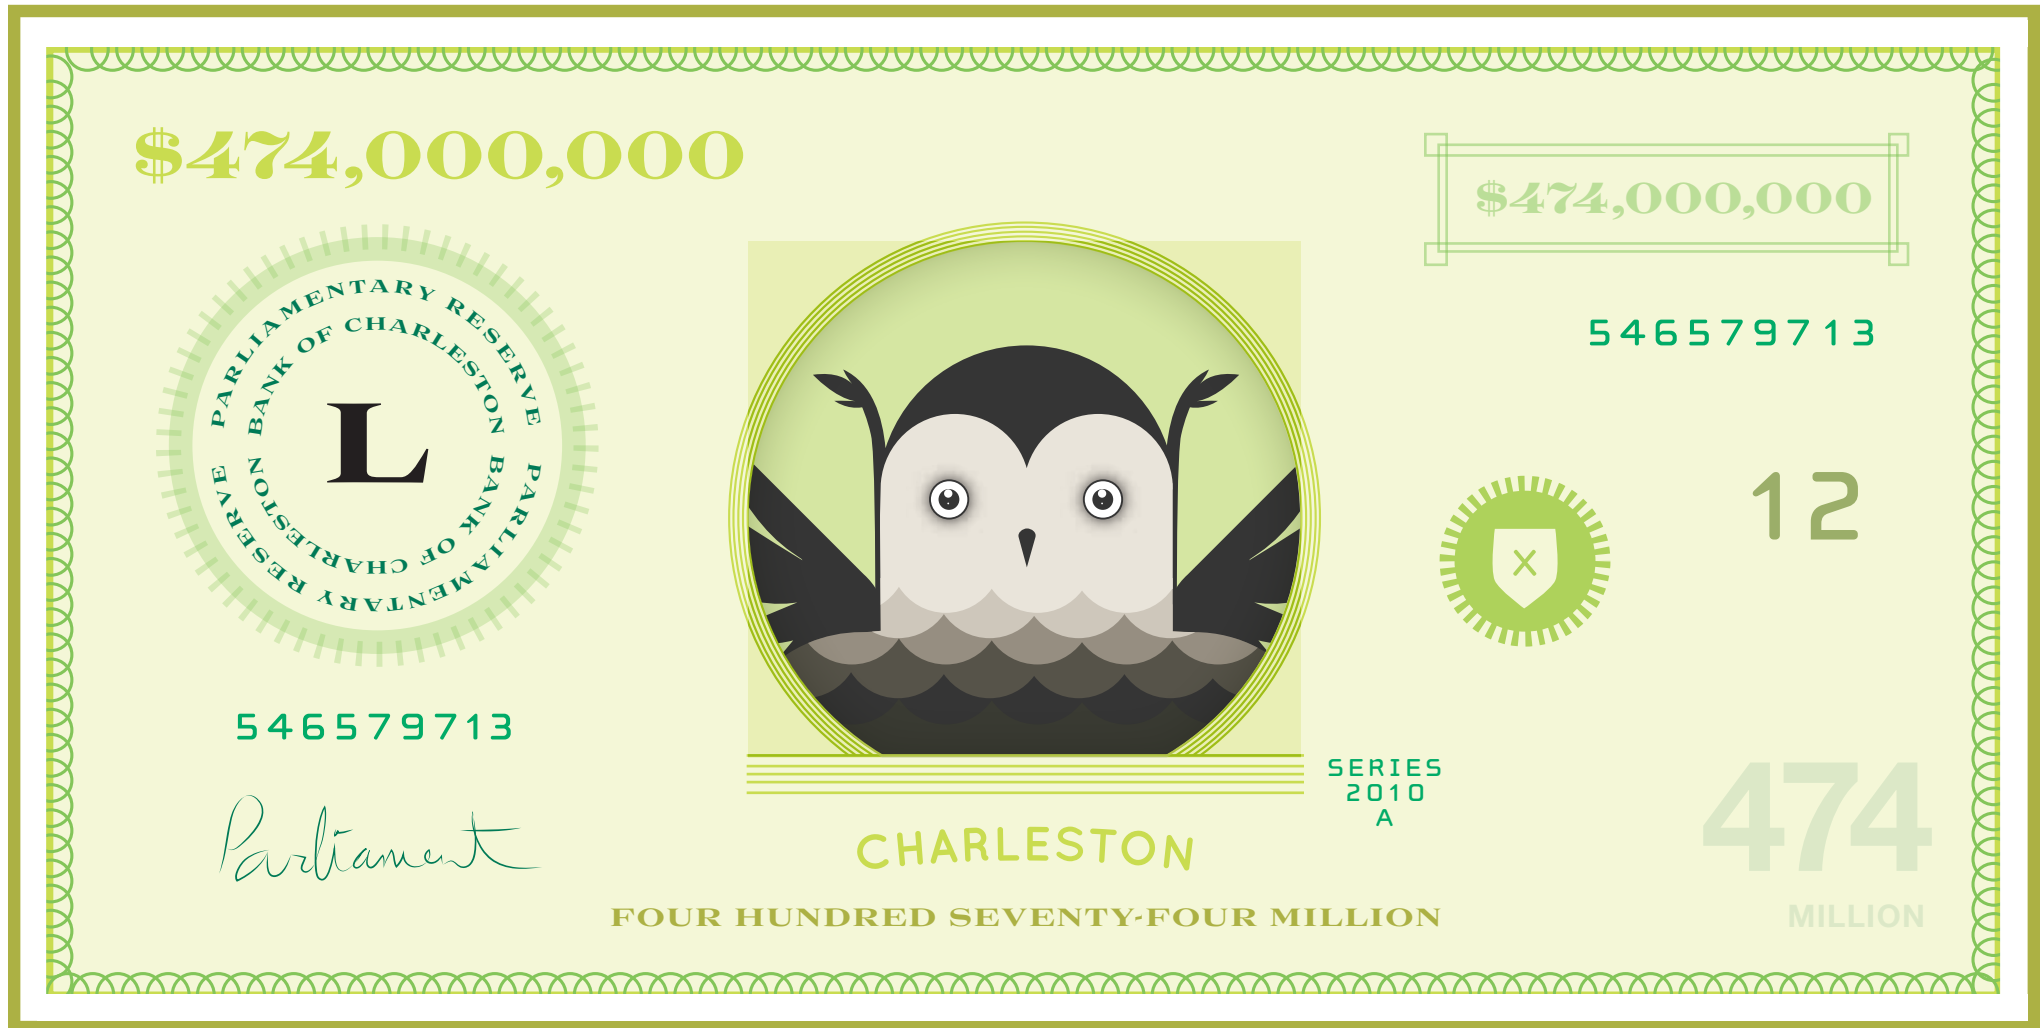 $474,000,000
$474,000,000
PARLIAMENTARY RESERVE PARLIAMENTARY RESERVE
BANK OF CHARLESTON BANK OF CHARLESTON
L
546579713
12
X
546579713
SERIES
2010
A
Parliament
CHARLESTON
474
MILLION
FOUR HUNDRED SEVENTY-FOUR MILLION